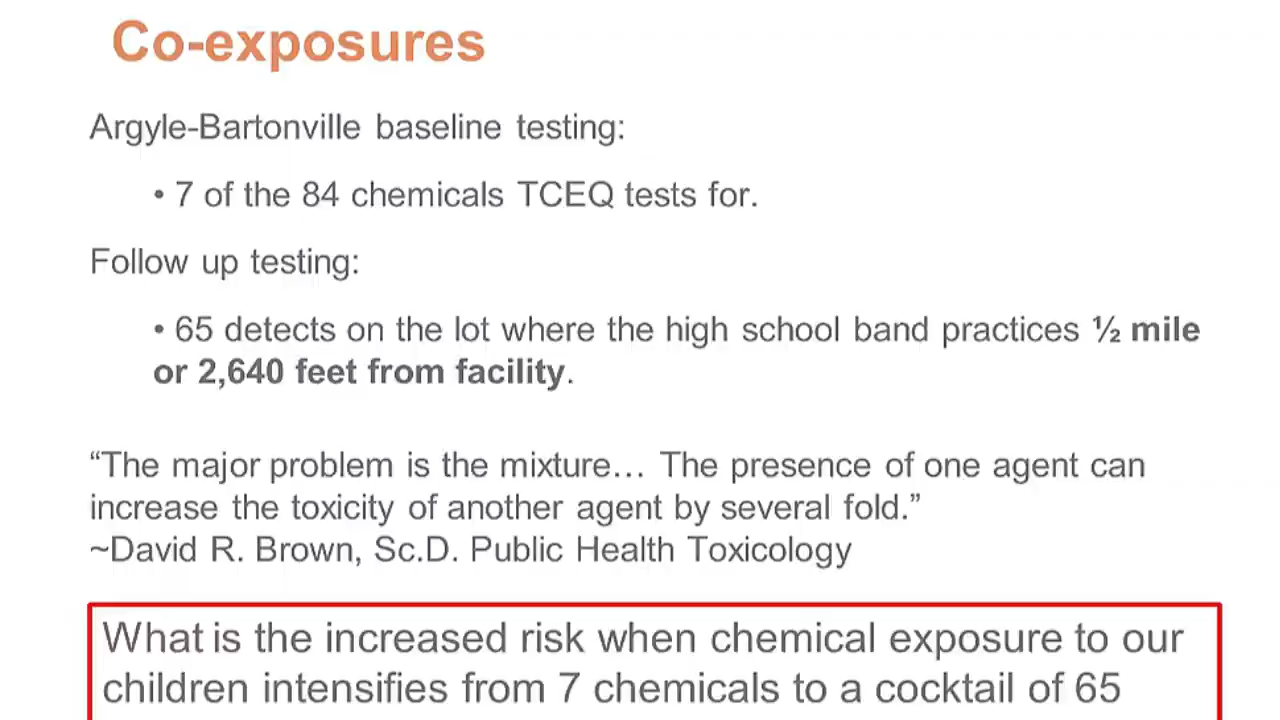 Co-exposures
Argyle-Bartonville baseline testing:
• 7 of the 84 chemicals TCEQ tests for.
Follow up testing:
• 65 detects on the lot where the high school band practices ½ mile
or 2,640 feet from facility.
“The major problem is the mixture… The presence of one agent can
increase the toxicity of another agent by several fold.”
~David R. Brown, Sc.D. Public Health Toxicology
What is the increased risk when chemical exposure to our
children intensifies from 7 chemicals to a cocktail of 65